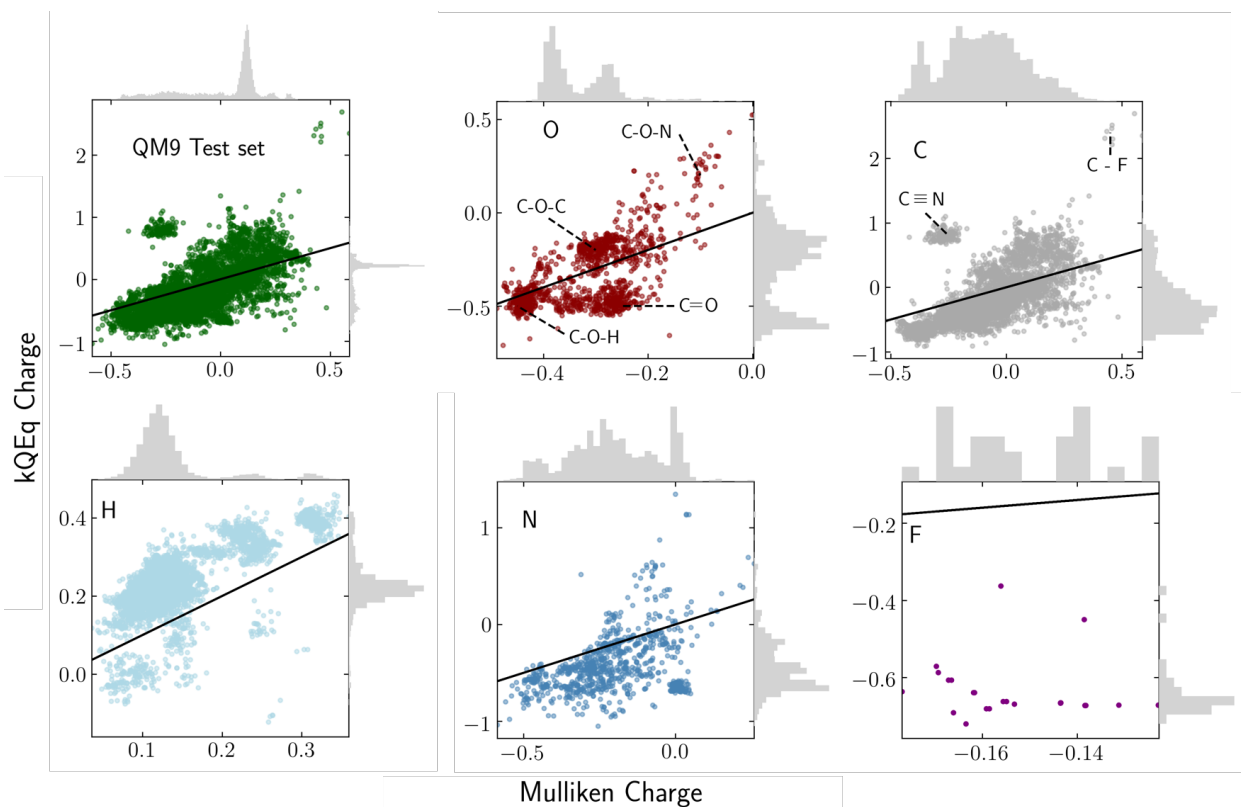 QM9 Test set
2
1
0
−1
−0.5
0.0
0.5
O
C-O-N
C-O-C
C=O
C-O-H
0.5
0.0
−0.5
−0.4
−0.2
0.0
C
C - F
C≡N
2
1
0
−1
−0.5
0.0
0.5
kQEq Charge
H
0.4
0.2
0.0
0.1
0.2
0.3
N
1
0
−1
−0.5
0.0
F
−0.2
−0.4
−0.6
−0.16
−0.14
Mulliken Charge